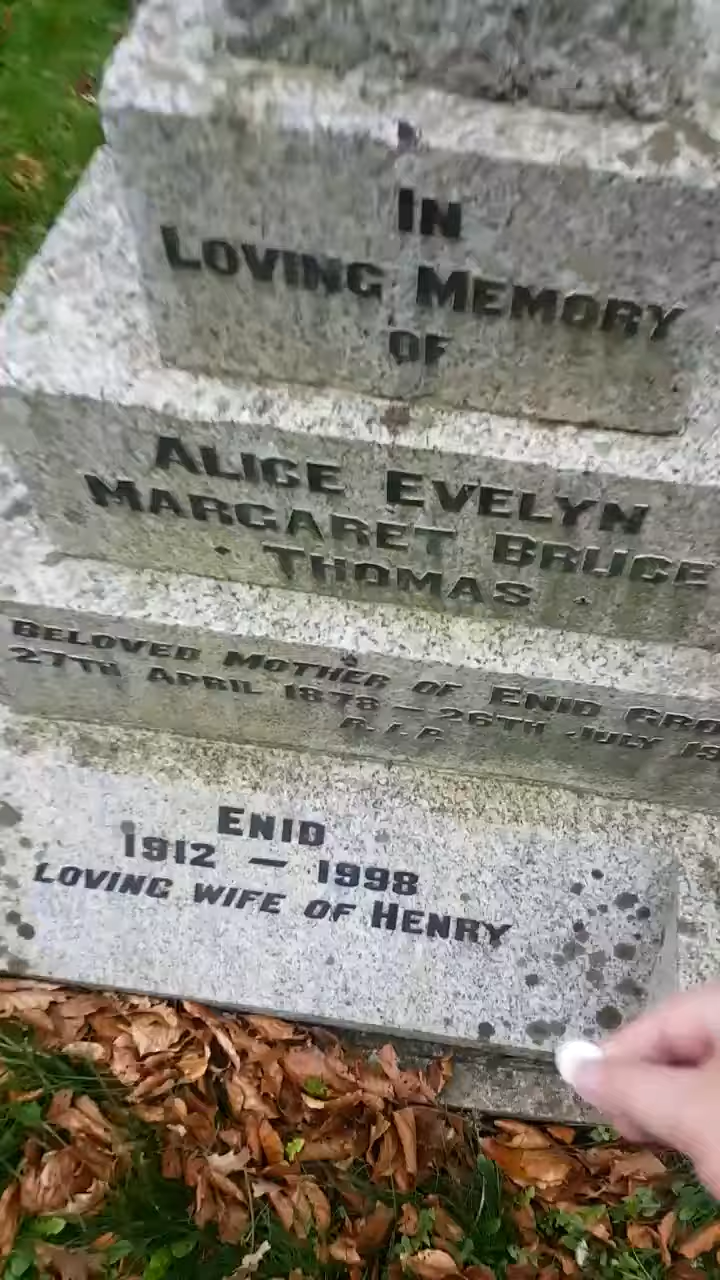 IN
LOVING MEMORY
OF
ALICE EVELYN
MARGARET BRUCE
THOMAS
BELOVED MOTHER OF ENID
27TH APRIL 1878 – 26TH JULY
R.I.P.
ENID
1912 – 1998
LOVING WIFE OF HENRY